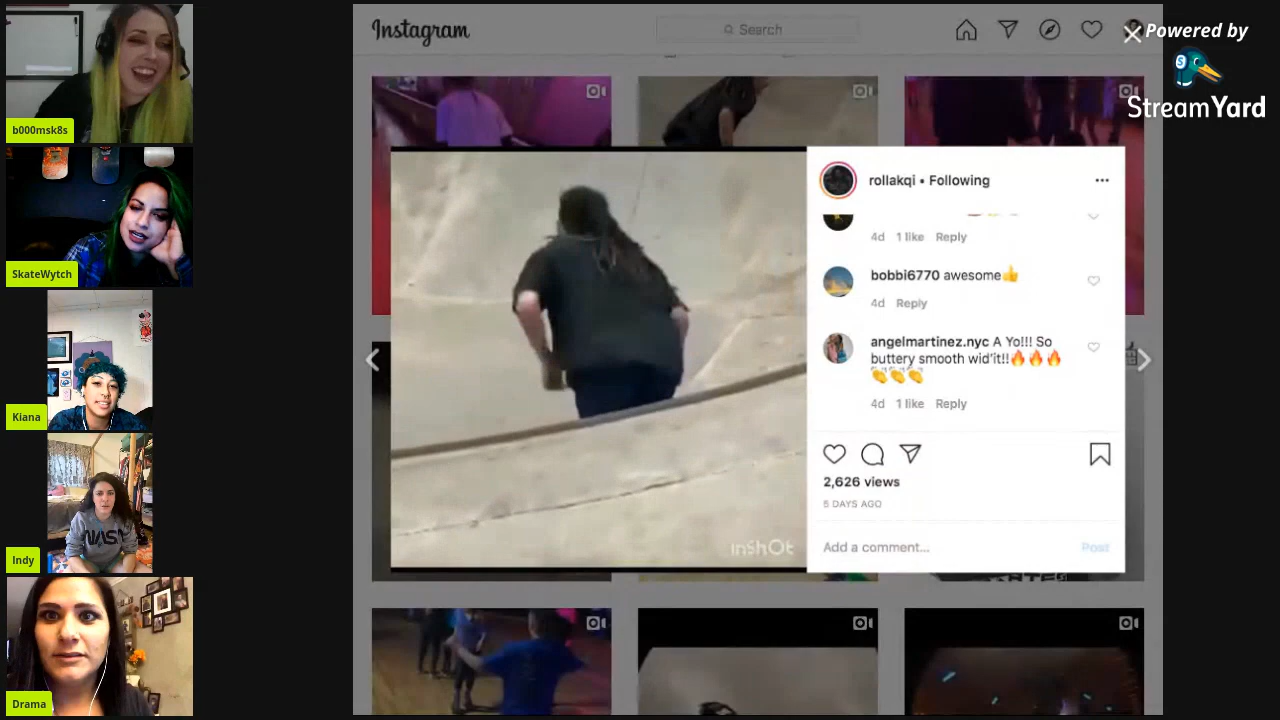 b000msk8s
SkateWytch
Kiana
NASA
Indy
Drama
Instagram
Search
Powered by
StreamYard
rollakqi • Following
4d 1 like Reply
bobbi6770 awesome👍
4d Reply
angelmartinez.nyc A Yo!!! So
buttery smooth wid'it!!🔥🔥🔥
👏👏👏
4d 1 like Reply
2,626 views
5 DAYS AGO
Add a comment...
Post
InShOt